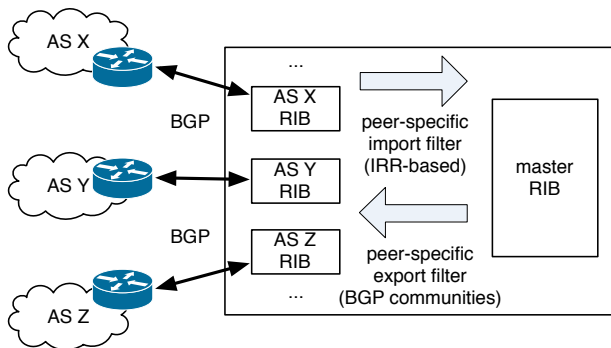 AS X
BGP
AS Y
BGP
AS Z
...
AS X
RIB
AS Y
RIB
AS Z
RIB
...
peer-specific
import filter
(IRR-based)
peer-specific
export filter
(BGP communities)
master
RIB